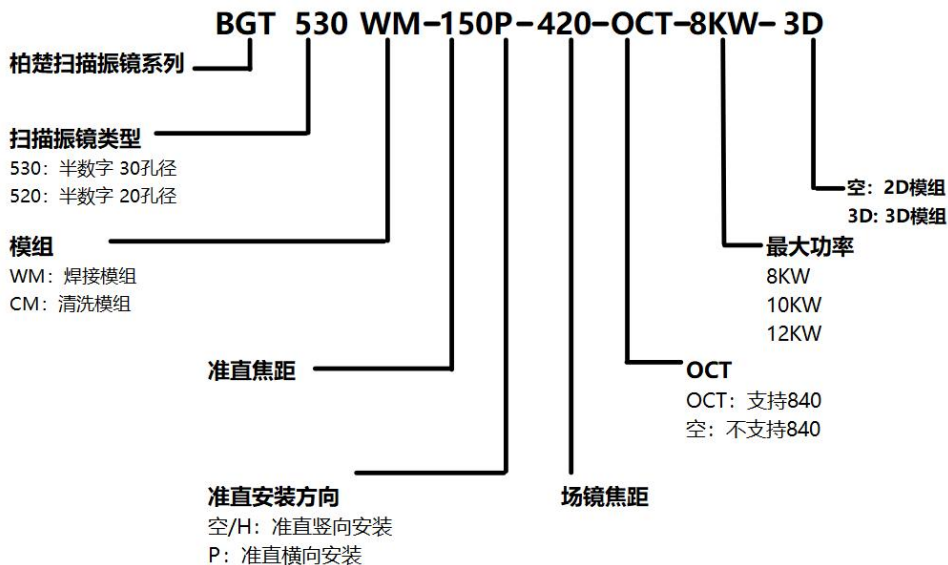 BGT 530 WM-150P-420-OCT-8KW-3D
柏楚扫描振镜系列
扫描振镜类型
530：半数字 30孔径
520：半数字 20孔径
空：2D模组
3D: 3D模组
模组
WM：焊接模组
CM：清洗模组
最大功率
8KW
10KW
12KW
准直焦距
OCT
OCT：支持840
空：不支持840
准直安装方向
空/H：准直竖向安装
P：准直横向安装
场镜焦距